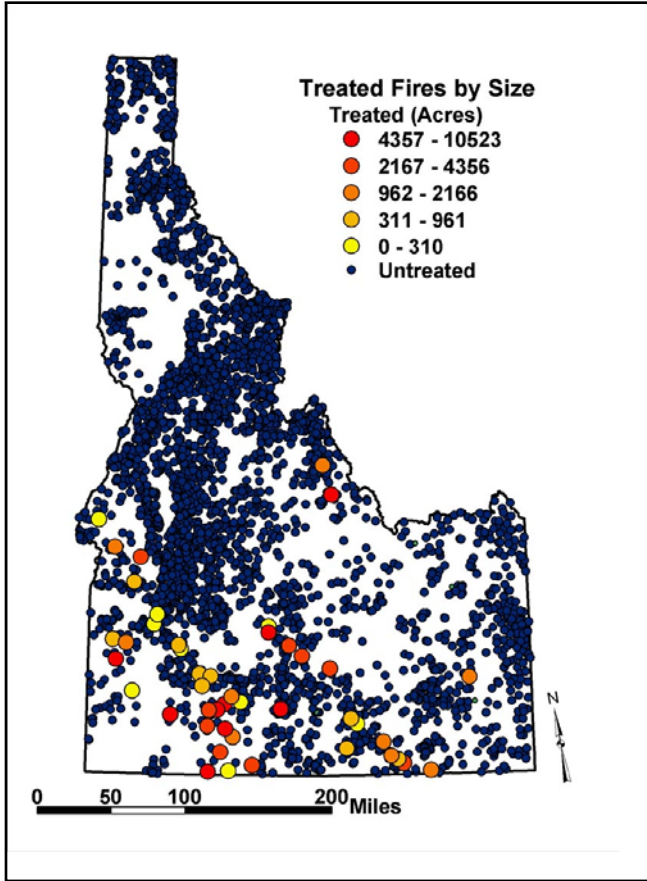 Treated Fires by Size
Treated (Acres)
4357 - 10523
2167 - 4356
962 - 2166
311 - 961
0 - 310
Untreated
N
0 50 100 200
Miles